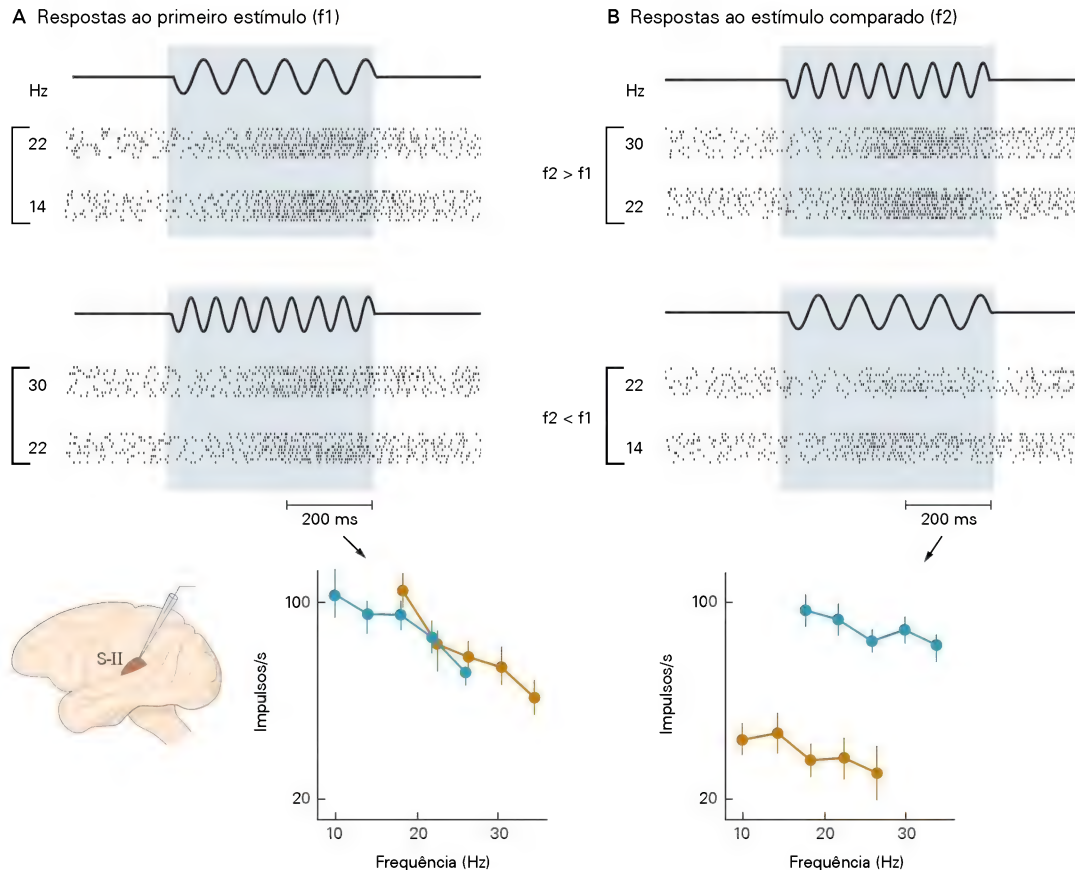 A Respostas ao primeiro estímulo (f1)
Hz
22
14
30
22
200 ms
B Respostas ao estímulo comparado (f2)
Hz
f2 > f1
30
22
f2 < f1
22
14
200 ms
S-II
Impulsos/s
100
20
10 20 30
Frequência (Hz)
Impulsos/s
100
20
10 20 30
Frequência (Hz)